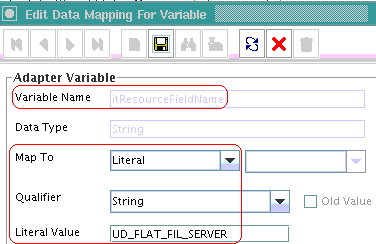 Edit Data Mapping For Variable
Adapter Variable
Variable Name itResourceFieldName
Data Type String
Map To Literal
Qualifier String Old Value
Literal Value UD_FLAT_FIL_SERVER